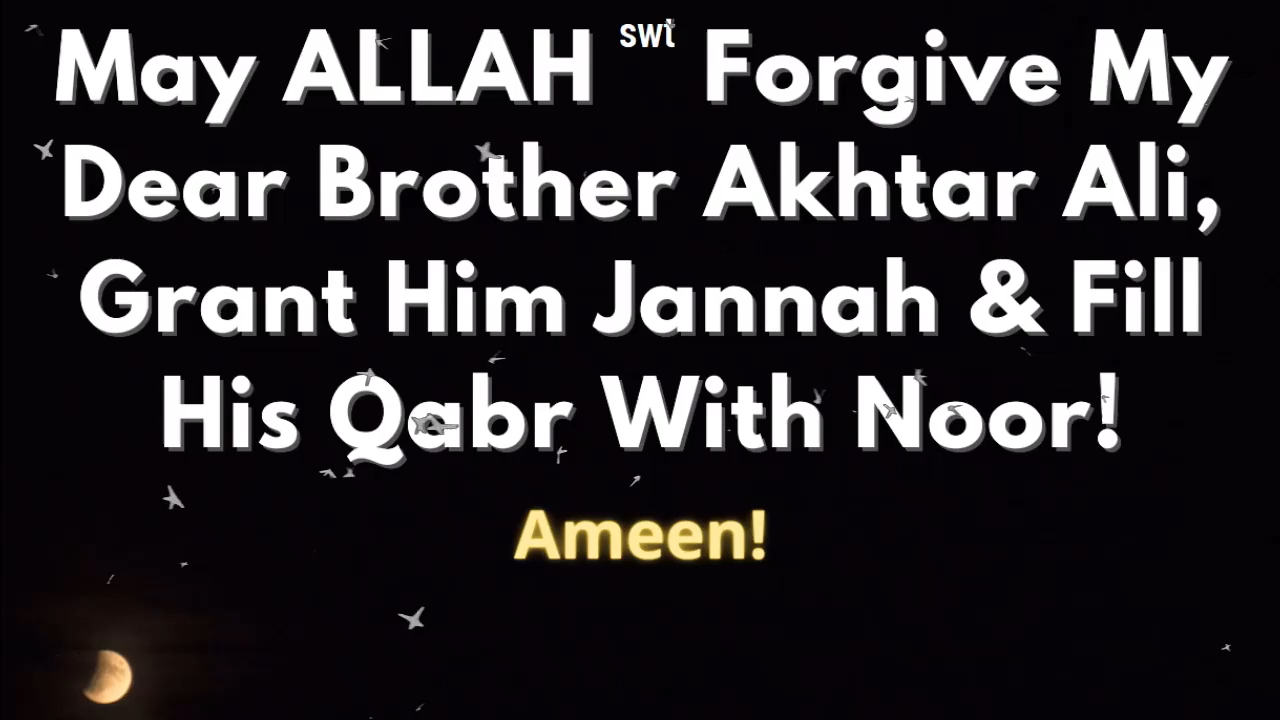 May ALLAH swt Forgive My
Dear Brother Akhtar Ali,
Grant Him Jannah & Fill
His Qabr With Noor!
Ameen!